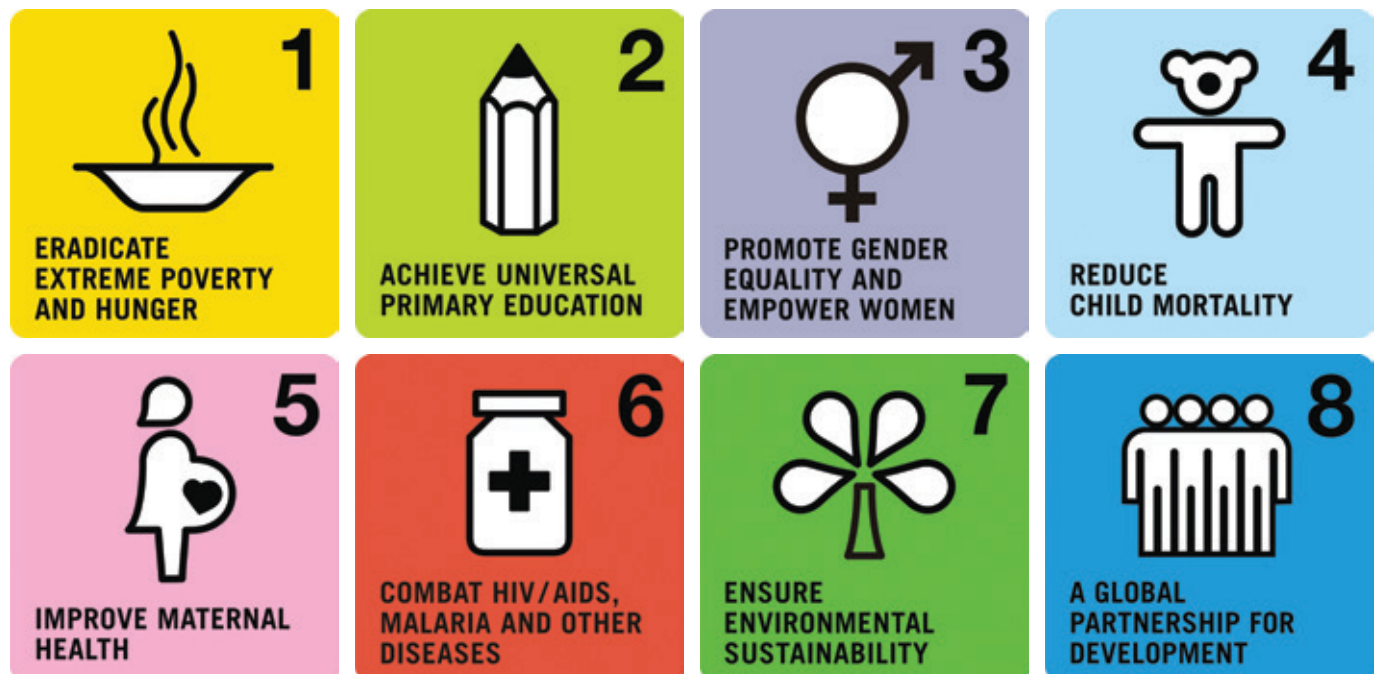 1
ERADICATE
EXTREME POVERTY
AND HUNGER
2
ACHIEVE UNIVERSAL
PRIMARY EDUCATION
3
PROMOTE GENDER
EQUALITY AND
EMPOWER WOMEN
4
REDUCE
CHILD MORTALITY
5
IMPROVE MATERNAL
HEALTH
6
COMBAT HIV/AIDS,
MALARIA AND OTHER
DISEASES
7
ENSURE
ENVIRONMENTAL
SUSTAINABILITY
8
A GLOBAL
PARTNERSHIP FOR
DEVELOPMENT